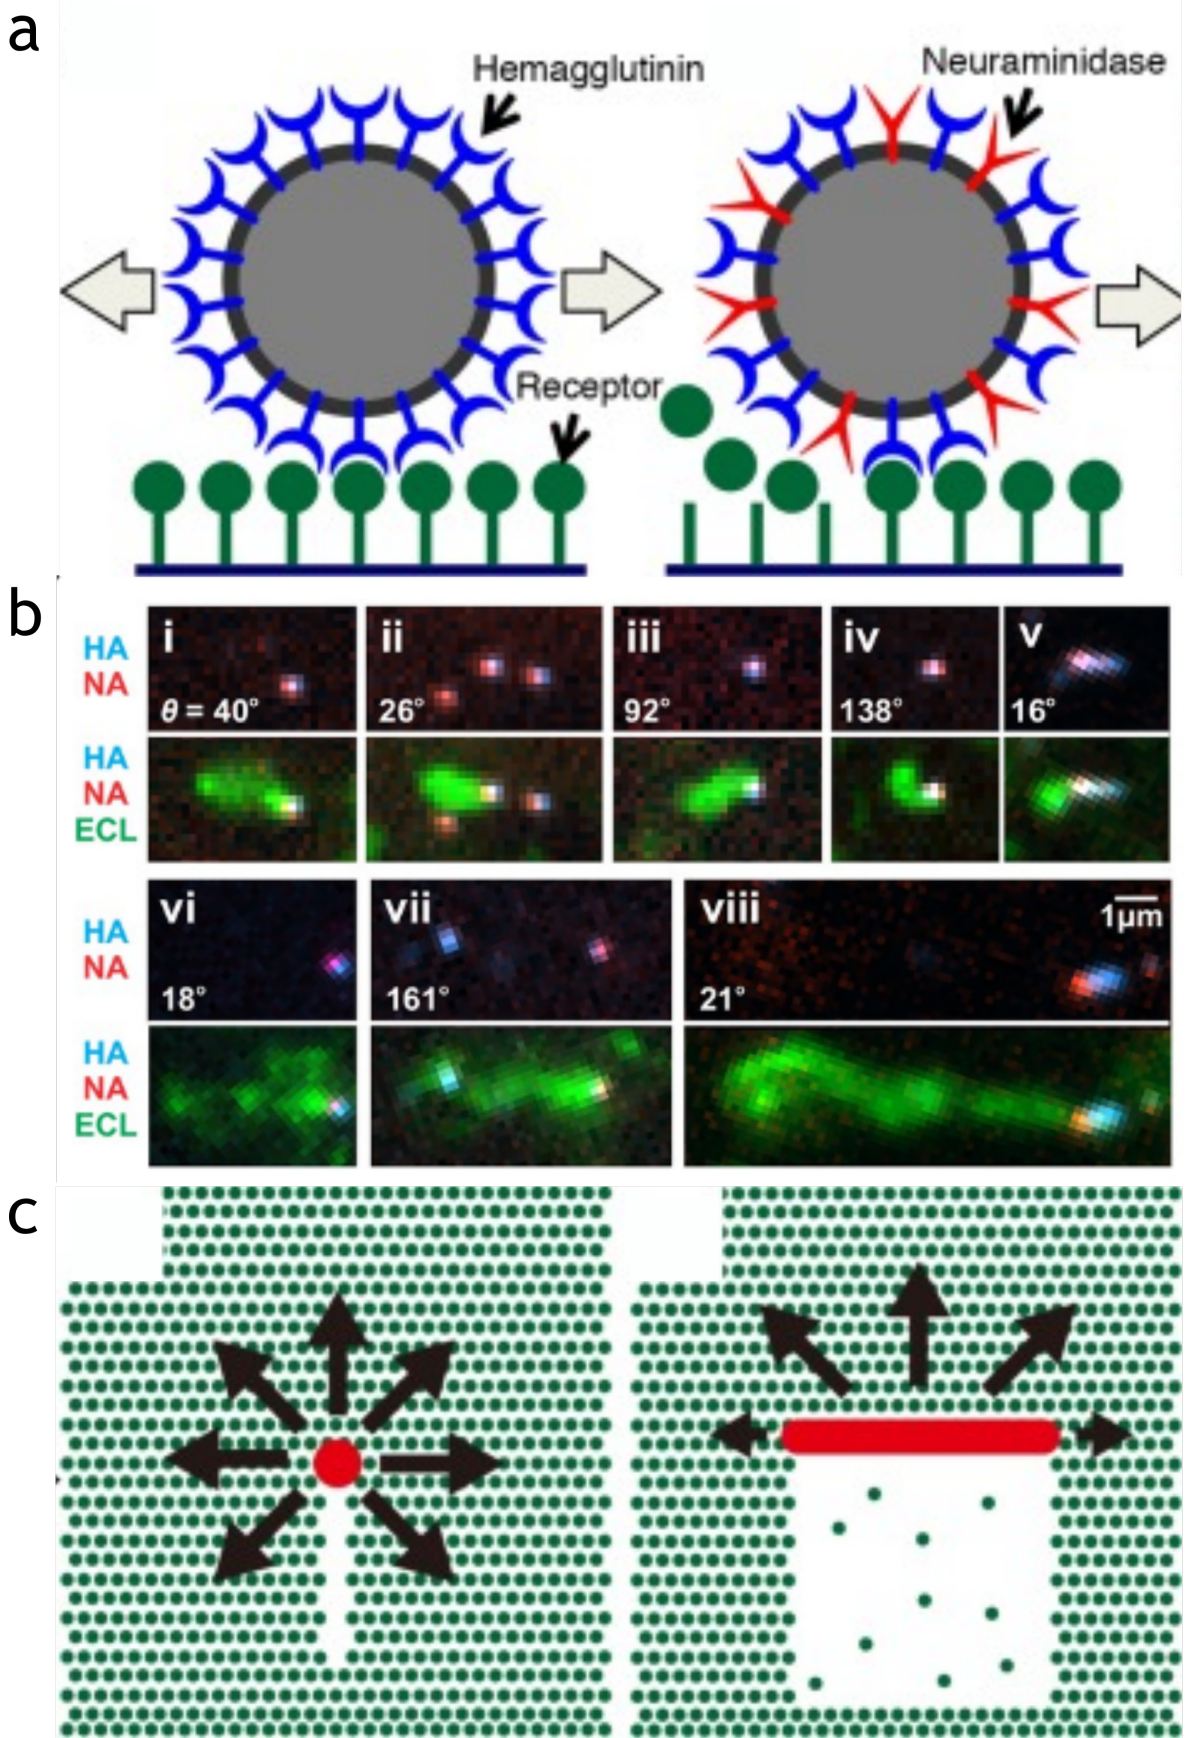 a
Hemagglutinin
Neuraminidase
Receptor
b
HA
NA
i
θ = 40°
ii
26°
iii
92°
iv
138°
v
16°
HA
NA
ECL
HA
NA
vi
18°
vii
161°
viii
1μm
21°
HA
NA
ECL
c